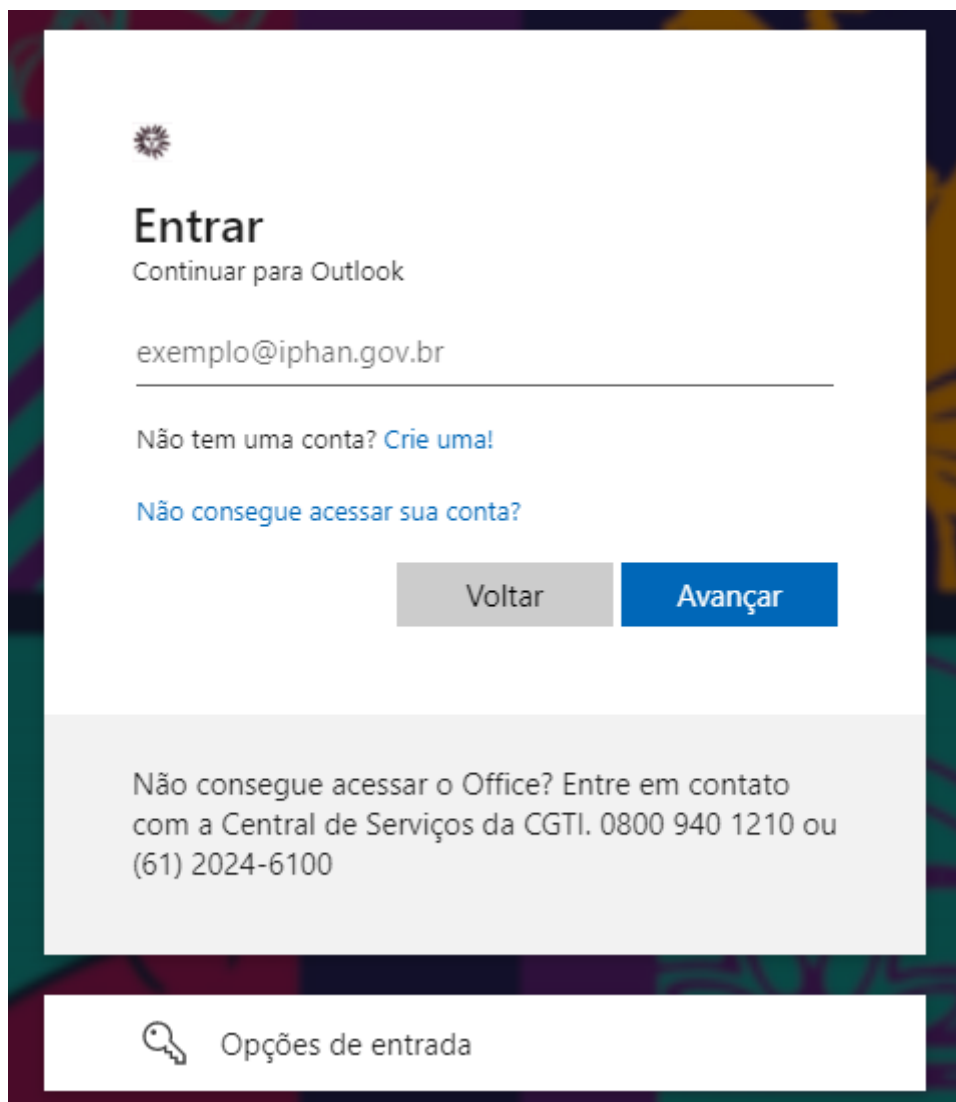 Entrar
Continuar para Outlook
exemplo@iphan.gov.br
Não tem uma conta? Crie uma!
Não consegue acessar sua conta?
Voltar
Avançar
Não consegue acessar o Office? Entre em contato
com a Central de Serviços da CGTI. 0800 940 1210 ou
(61) 2024-6100
Opções de entrada